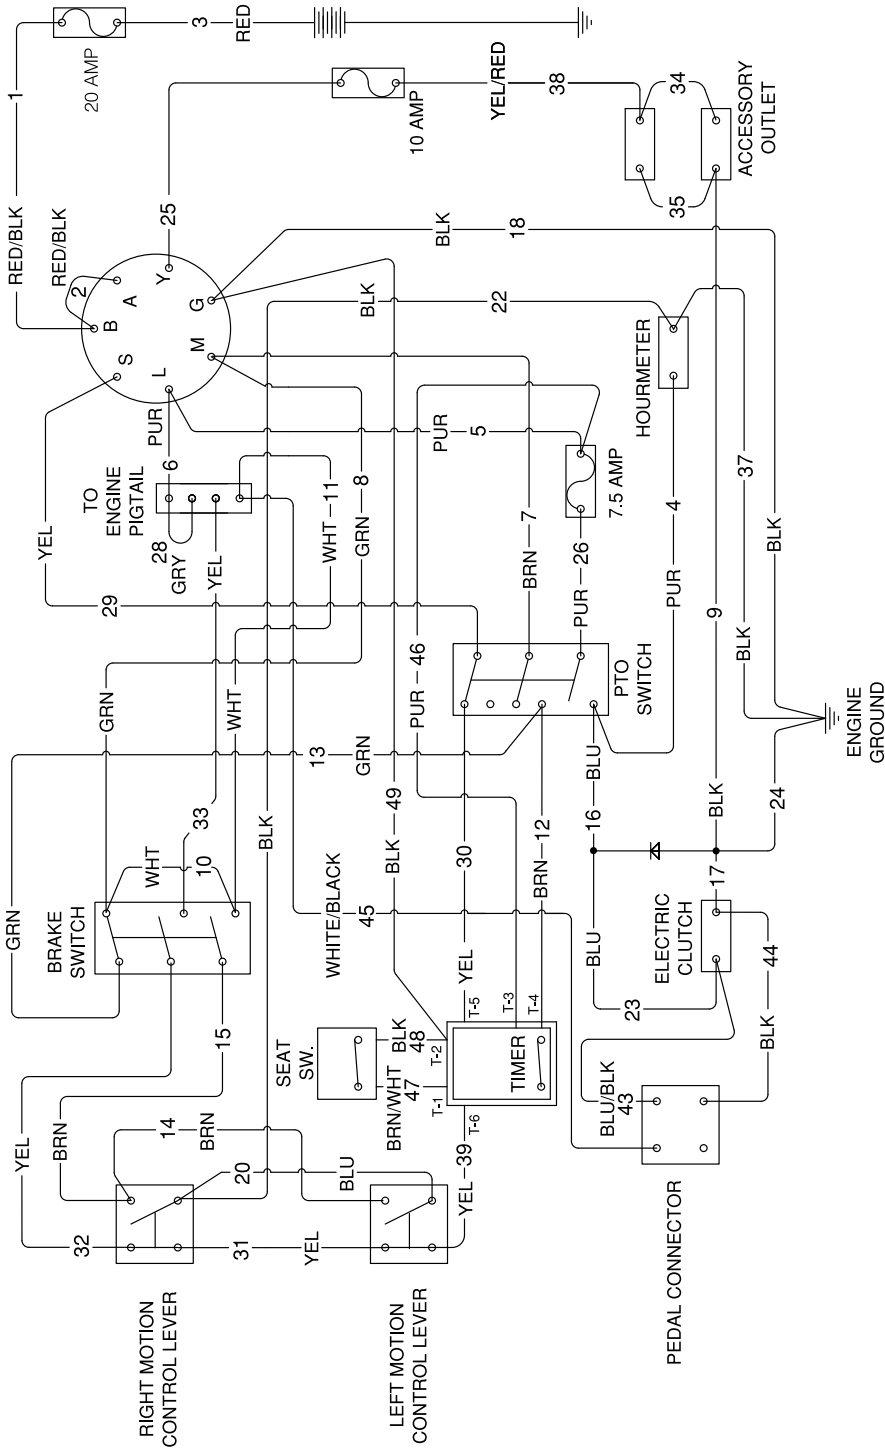 1
RED/BLK
20 AMP
3
RED
2
RED/BLK
B
A
S
Y
L
G
M
25
10 AMP
YEL/RED
38
34
35
ACCESSORY
OUTLET
BLK
18
BLK
22
HOURMETER
PUR
6
TO
ENGINE
PIGTAIL
28
GRY
YEL
YEL
29
WHT
11
GRN
8
PUR
5
7.5 AMP
BRN
7
PUR
26
PUR
4
37
BLK
9
BLK
BLK
24
ENGINE
GROUND
GRN
WHT
13
GRN
PUR
46
PTO
SWITCH
BLU
16
BLK
17
33
WHT
10
GRN
BRAKE
SWITCH
BLK
BLK
49
WHITE/BLACK
45
30
YEL
12
BRN
BLU
23
ELECTRIC
CLUTCH
44
BLK
15
YEL
BRN
14
BRN
20
BLU
SEAT
SW.
BLK
48
BRN/WHT
47
T-5
T-3
T-4
T-2
T-1
T-6
TIMER
39
YEL
BLU/BLK
43
32
31
YEL
RIGHT MOTION
CONTROL LEVER
LEFT MOTION
CONTROL LEVER
PEDAL CONNECTOR